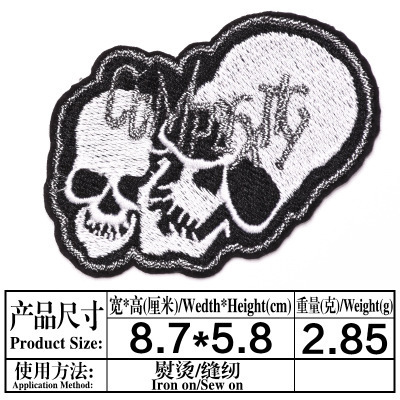 产品尺寸
Product Size:
宽*高(厘米)/Wedth*Height(cm)
重量(克)/Weight(g)
8.7*5.8
2.85
使用方法:
Application Method:
熨烫/缝纫
Iron on/Sew on